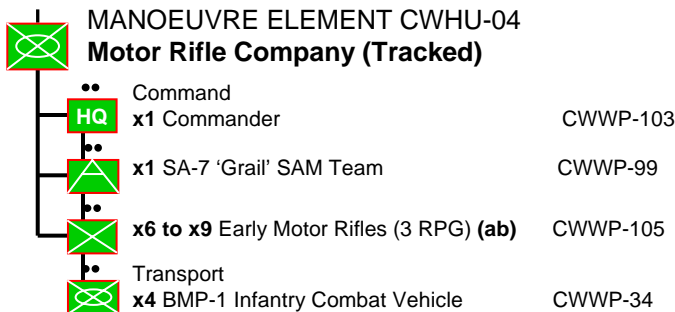 MANOEUVRE ELEMENT CWHU-04
Motor Rifle Company (Tracked)
Command
HQ x1 Commander CWWP-103
x1 SA-7 ‘Grail’ SAM Team CWWP-99
x6 to x9 Early Motor Rifles (3 RPG) (ab) CWWP-105
Transport
x4 BMP-1 Infantry Combat Vehicle CWWP-34